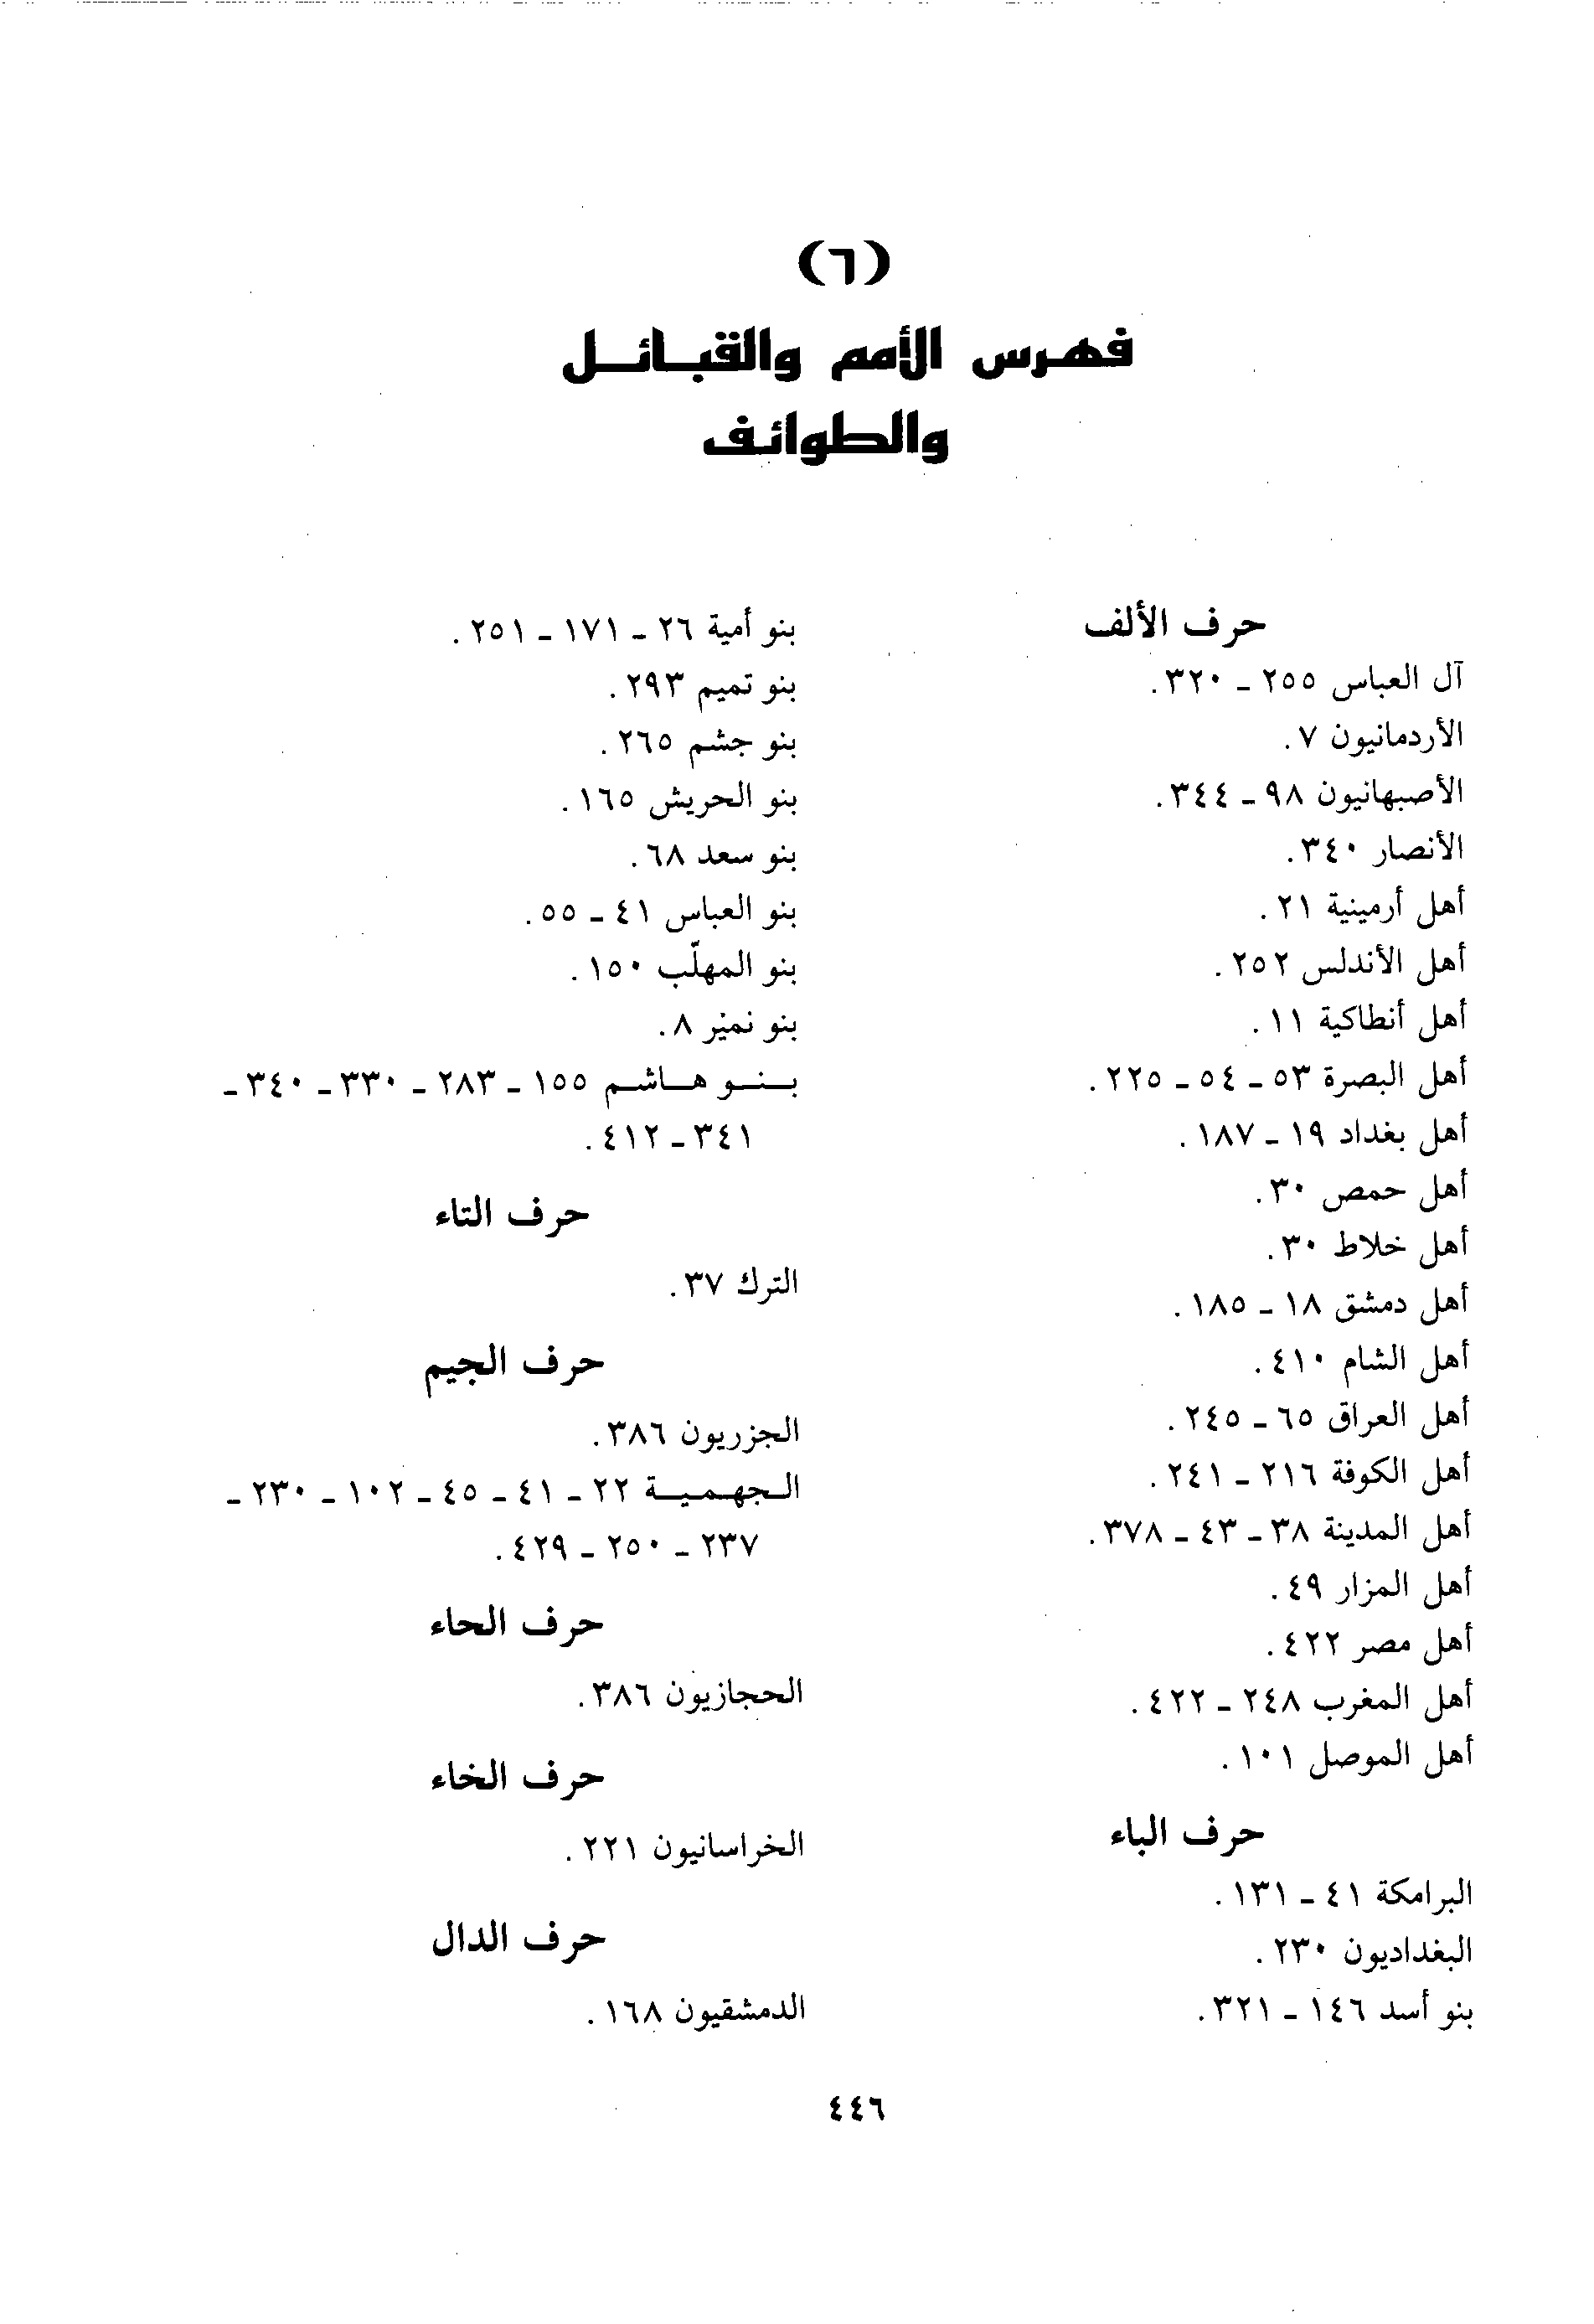 (٦)
فهرس الأمم والقبائل
والطوائف
حرف الألف
آل العباس ٢٥٥ - ٣٢٠.
الأردمانيون ٧.
الأصبهانيون ٩٨ - ٣٤٤.
الأنصار ٣٤٠.
أهل أرمينية ٢١.
أهل الأندلس ٢٥٢.
أهل أنطاكية ١١.
أهل البصرة ٥٣ - ٥٤ - ٢٢٥.
أهل بغداد ١٩ - ١٨٧.
أهل حمص ٣٠.
أهل خلاط ٣٠.
أهل دمشق ١٨ - ١٨٥.
أهل الشام ٤١٠.
أهل العراق ٦٥ - ٢٤٥.
أهل الكوفة ٢١٦ - ٢٤١.
أهل المدينة ٣٨ - ٤٣ - ٣٧٨.
أهل المزار ٤٩.
أهل مصر ٤٢٢.
أهل المغرب ٢٤٨ - ٤٢٢.
أهل الموصل ١٠١.
حرف الباء
البرامكة ٤١ - ١٣١.
البغداديون ٢٣٠.
بنو أسد ١٤٦ - ٣٢١.
بنو أمية ٢٦ - ١٧١ - ٢٥١.
بنو تميم ٢٩٣.
بنو جشم ٢٦٥.
بنو الحريش ١٦٥.
بنو سعد ٦٨.
بنو العباس ٤١ - ٥٥.
بنو المهلّب ١٥٠.
بنو نمير ٨.
بنو هاشم ١٥٥ - ٢٨٣ - ٣٣٠ - ٣٤٠ -
٣٤١ - ٤١٢.
حرف التاء
الترك ٣٧.
حرف الجيم
الجزريون ٣٨٦.
الجهمية ٢٢ - ٤١ - ٤٥ - ١٠٢ - ٢٣٠ -
٢٣٧ - ٢٥٠ - ٤٢٩.
حرف الحاء
الحجازيون ٣٨٦.
حرف الخاء
الخراسانيون ٢٢١.
حرف الدال
الدمشقيون ١٦٨.
٤٤٦